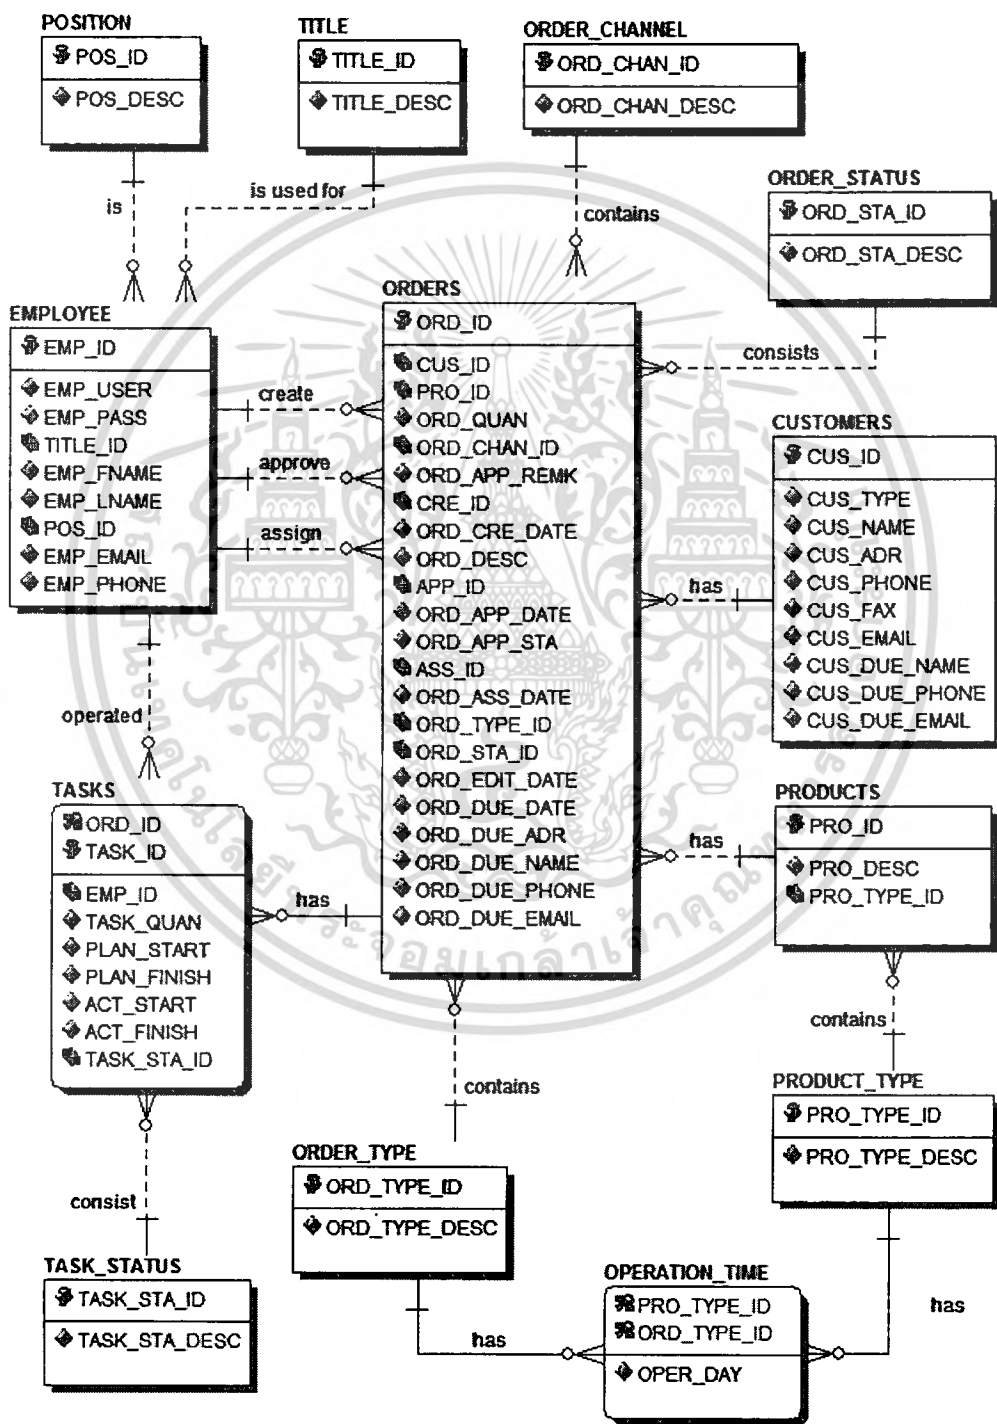 POSITION
POS_ID
POS_DESC
TITLE
TITLE_ID
TITLE_DESC
ORDER_CHANNEL
ORD_CHAN_ID
ORD_CHAN_DESC
ORDER_STATUS
ORD_STA_ID
ORD_STA_DESC
is
is used for
contains
consists
EMPLOYEE
EMP_ID
EMP_USER
EMP_PASS
TITLE_ID
EMP_FNAME
EMP_LNAME
POS_ID
EMP_EMAIL
EMP_PHONE
create
approve
assign
ORDERS
ORD_ID
CUS_ID
PRO_ID
ORD_QUAN
ORD_CHAN_ID
ORD_APP_REMK
CRE_ID
ORD_CRE_DATE
ORD_DESC
APP_ID
ORD_APP_DATE
ORD_APP_STA
ASS_ID
ORD_ASS_DATE
ORD_TYPE_ID
ORD_STA_ID
ORD_EDIT_DATE
ORD_DUE_DATE
ORD_DUE_ADR
ORD_DUE_NAME
ORD_DUE_PHONE
ORD_DUE_EMAIL
CUSTOMERS
CUS_ID
CUS_TYPE
CUS_NAME
CUS_ADR
CUS_PHONE
CUS_FAX
CUS_EMAIL
CUS_DUE_NAME
CUS_DUE_PHONE
CUS_DUE_EMAIL
has
operated
TASKS
ORD_ID
TASK_ID
EMP_ID
TASK_QUAN
PLAN_START
PLAN_FINISH
ACT_START
ACT_FINISH
TASK_STA_ID
has
has
PRODUCTS
PRO_ID
PRO_DESC
PRO_TYPE_ID
contains
contains
PRODUCT_TYPE
PRO_TYPE_ID
PRO_TYPE_DESC
consist
TASK_STATUS
TASK_STA_ID
TASK_STA_DESC
ORDER_TYPE
ORD_TYPE_ID
ORD_TYPE_DESC
has
OPERATION_TIME
PRO_TYPE_ID
ORD_TYPE_ID
OPER_DAY
has